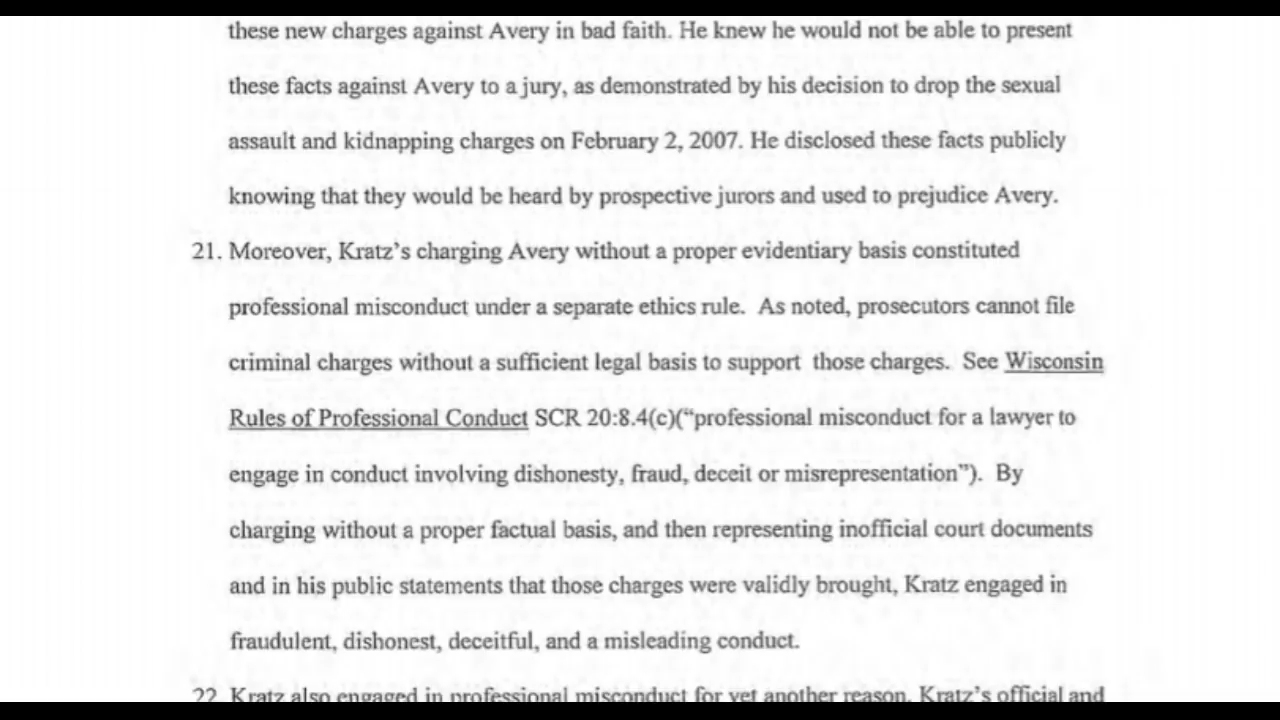 these new charges against Avery in bad faith. He knew he would not be able to present
these facts against Avery to a jury, as demonstrated by his decision to drop the sexual
assault and kidnapping charges on February 2, 2007. He disclosed these facts publicly
knowing that they would be heard by prospective jurors and used to prejudice Avery.
21. Moreover, Kratz's charging Avery without a proper evidentiary basis constituted
professional misconduct under a separate ethics rule. As noted, prosecutors cannot file
criminal charges without a sufficient legal basis to support those charges. See Wisconsin
Rules of Professional Conduct SCR 20:8.4(c)("professional misconduct for a lawyer to
engage in conduct involving dishonesty, fraud, deceit or misrepresentation"). By
charging without a proper factual basis, and then representing inofficial court documents
and in his public statements that those charges were validly brought, Kratz engaged in
fraudulent, dishonest, deceitful, and a misleading conduct.
22. Kratz also engaged in professional misconduct for yet another reason. Kratz's official and